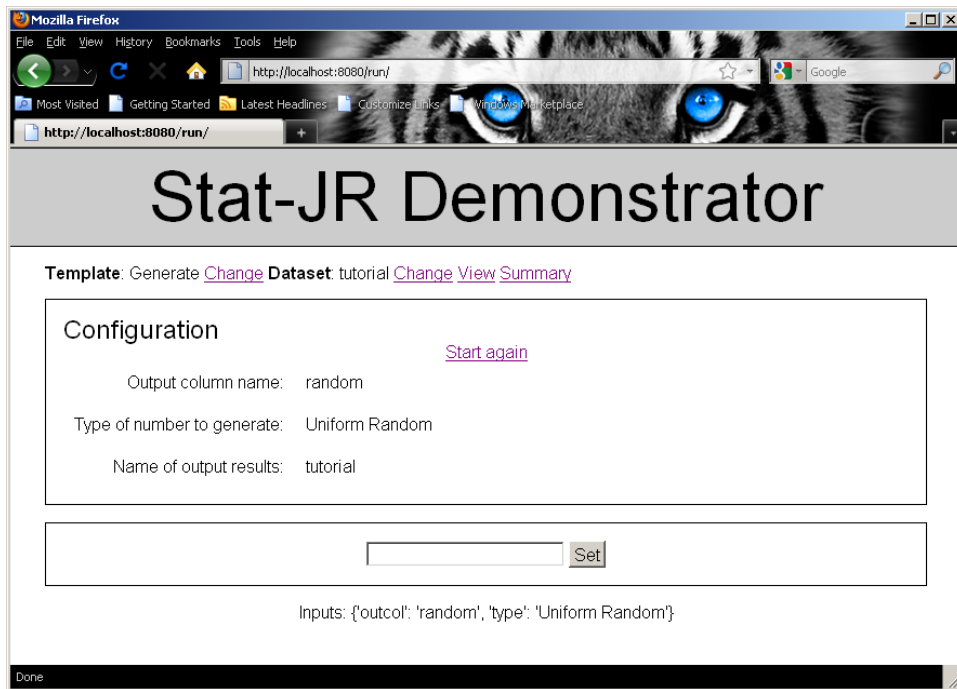 Mozilla Firefox
File Edit View History Bookmarks Tools Help
http://localhost:8080/run/
Google
Most Visited Getting Started Latest Headlines Customize Links Windows Marketplace
http://localhost:8080/run/
Stat-JR Demonstrator
Template: Generate Change Dataset: tutorial Change View Summary
Configuration
Start again
Output column name: random
Type of number to generate: Uniform Random
Name of output results: tutorial
Set
Inputs: {'outcol': 'random', 'type': 'Uniform Random'}
Done